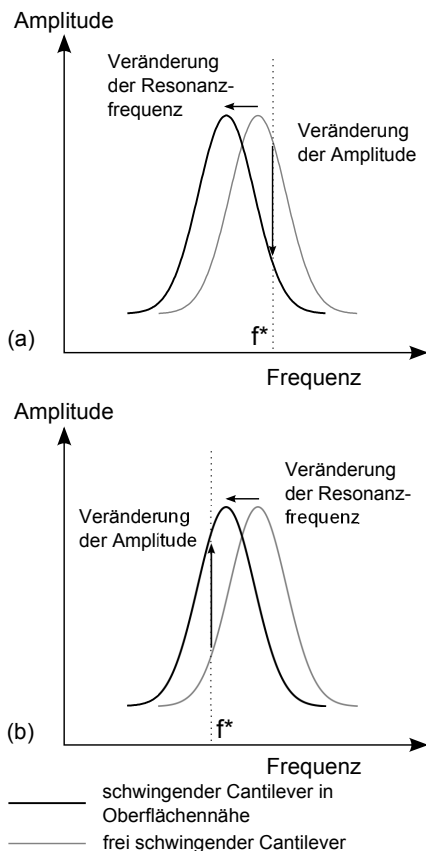 Amplitude
Veränderung
der Resonanz-
frequenz
Veränderung
der Amplitude
(a)
f*
Frequenz
Amplitude
Veränderung
der Resonanz-
frequenz
Veränderung
der Amplitude
(b)
f*
Frequenz
schwingender Cantilever in
Oberflächennähe
frei schwingender Cantilever